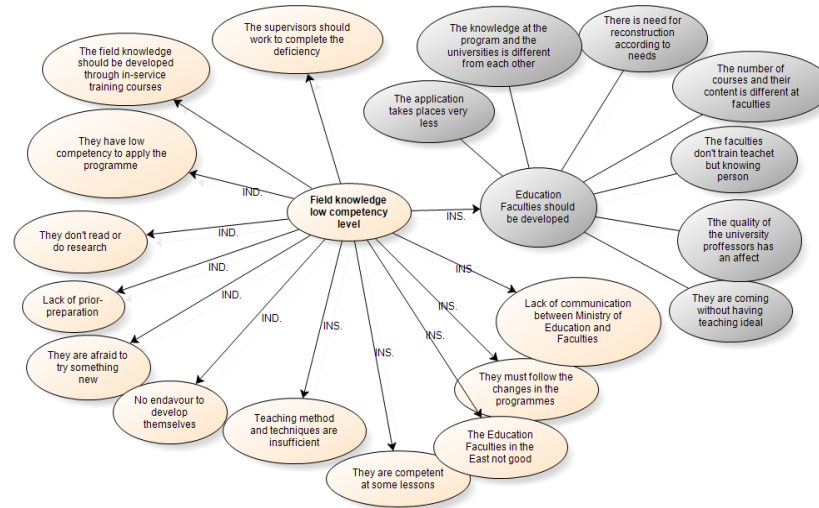 The supervisors should
work to complete the
deficiency
The field knowledge
should be developed
through in-service
training courses
They have low
competency to apply the
programme
They don't read or
do research
Lack of prior-
preparation
They are afraid to
try something
new
No endavour to
develop
themselves
Teaching method
and techniques are
insufficient
They are competent
at some lessons
The Education
Faculties in the
East not good
They must follow the
changes in the
programmes
Lack of communication
between Ministry of
Education and
Faculties
Field knowledge
low competency
level
IND.
IND.
IND.
IND.
IND.
INS.
INS.
INS.
INS.
INS.
INS.
Education
Faculties should
be developed
The application
takes places very
less
The knowledge at the
program and the
universities is different
from each other
There is need for
reconstruction
according to
needs
The number of
courses and their
content is different at
faculties
The faculties
don't train teachet
but knowing
person
Tthe quality of
the university
proffessors has
an affect
They are coming
without having
teaching ideal